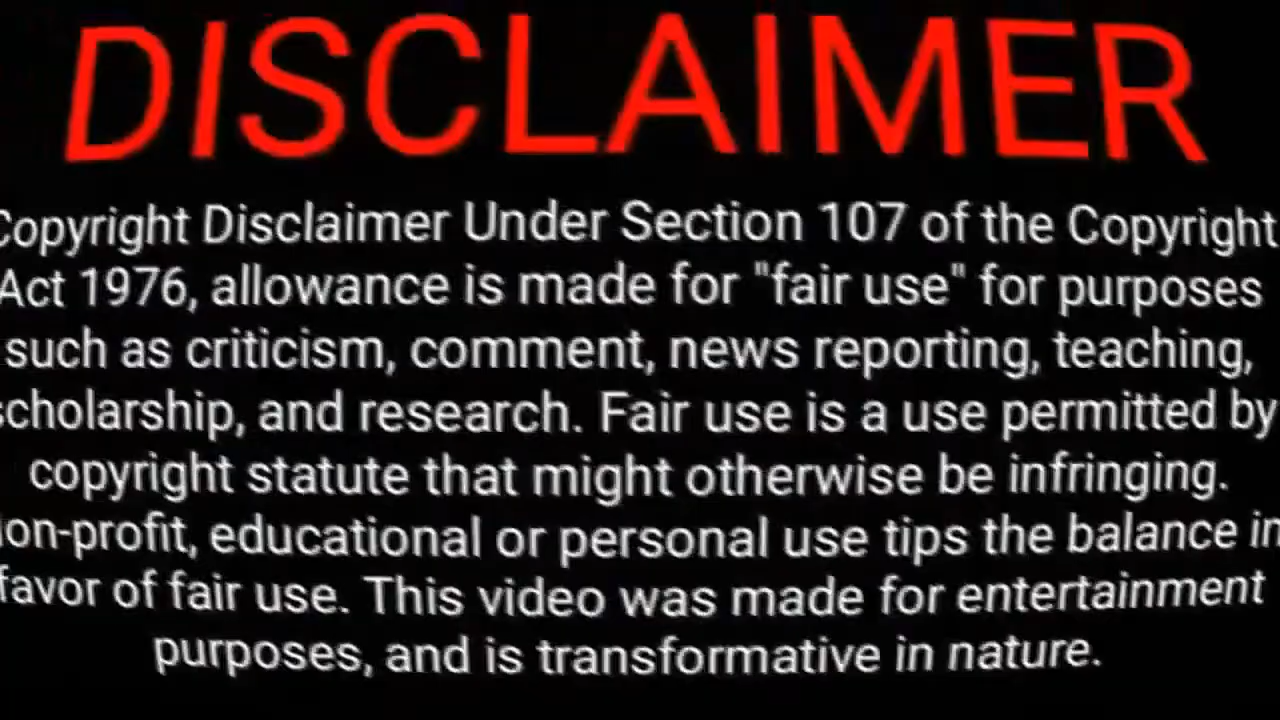 DISCLAIMER
Copyright Disclaimer Under Section 107 of the Copyright
Act 1976, allowance is made for "fair use" for purposes
such as criticism, comment, news reporting, teaching,
scholarship, and research. Fair use is a use permitted by
copyright statute that might otherwise be infringing.
Non-profit, educational or personal use tips the balance in
favor of fair use. This video was made for entertainment
purposes, and is transformative in nature.